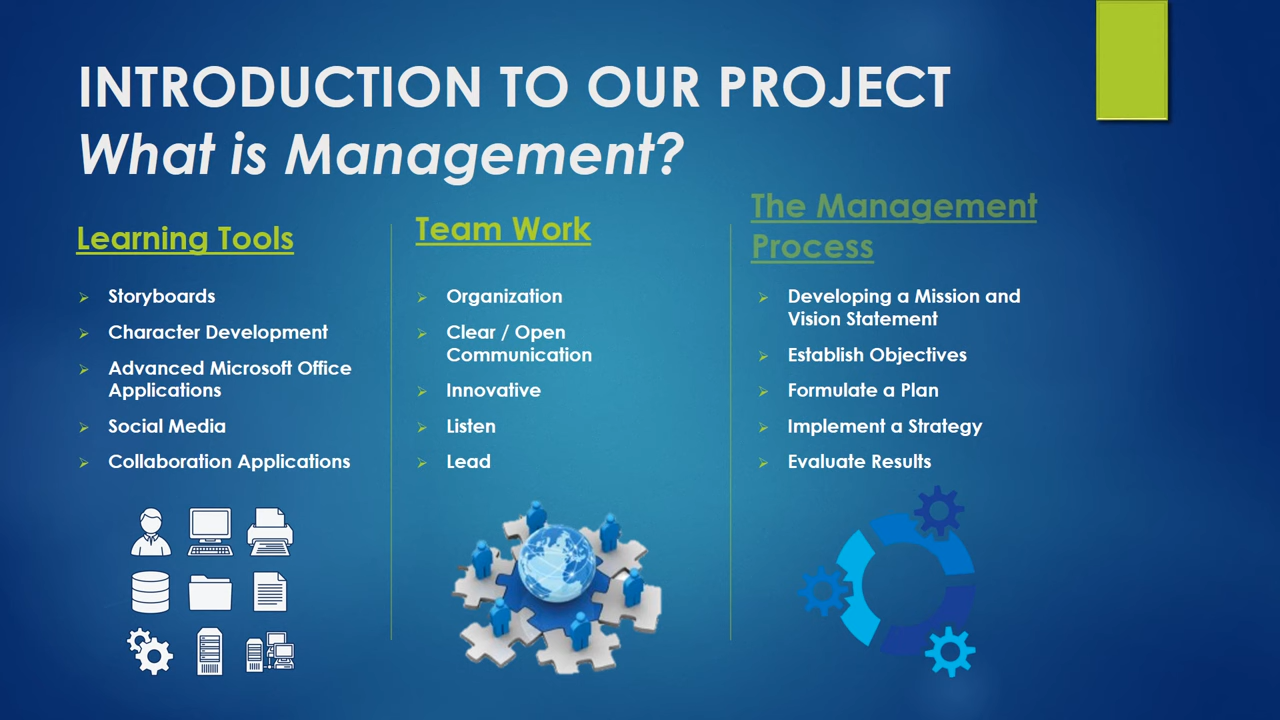 INTRODUCTION TO OUR PROJECT
What is Management?
Learning Tools
Storyboards
Character Development
Advanced Microsoft Office
Applications
Social Media
Collaboration Applications
Team Work
Organization
Clear / Open
Communication
Innovative
Listen
Lead
The Management
Process
Developing a Mission and
Vision Statement
Establish Objectives
Formulate a Plan
Implement a Strategy
Evaluate Results